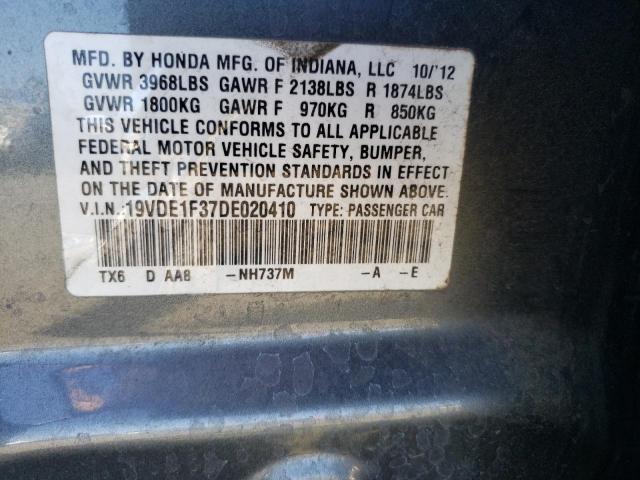 MFD. BY HONDA MFG. OF INDIANA, LLC 10/'12
GVWR 3968LBS GAWR F 2138LBS R 1874LBS
GVWR 1800KG GAWR F 970KG R 850KG
THIS VEHICLE CONFORMS TO ALL APPLICABLE
FEDERAL MOTOR VEHICLE SAFETY, BUMPER,
AND THEFT PREVENTION STANDARDS IN EFFECT
ON THE DATE OF MANUFACTURE SHOWN ABOVE.
V.I.N.:19VDE1F37DE020410 TYPE: PASSENGER CAR
TX6 D AA8 -NH737M -A -E